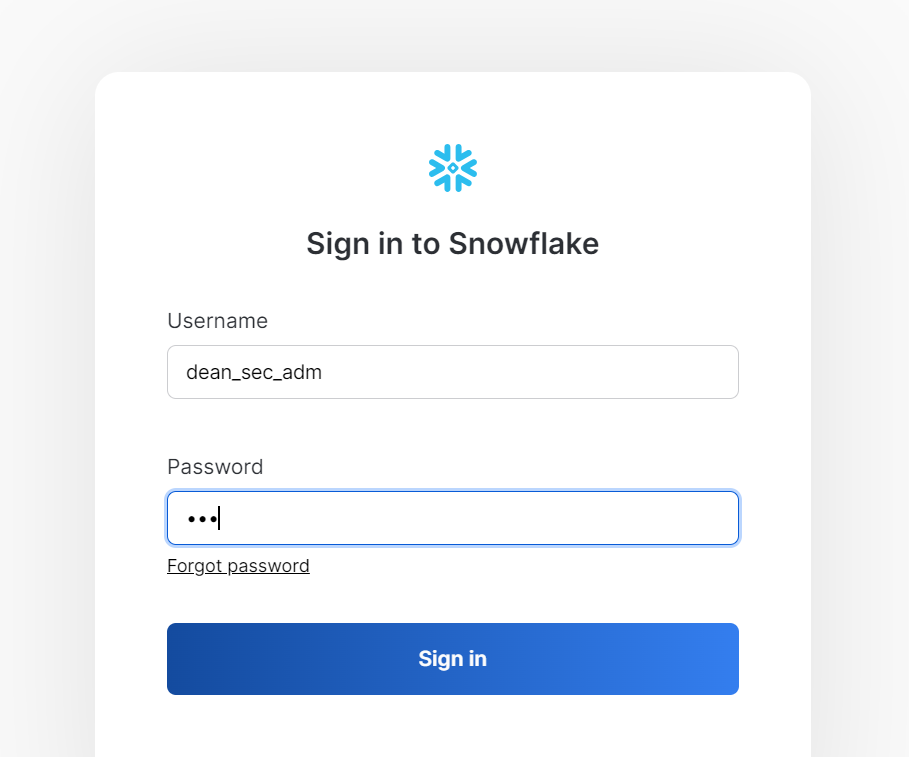 Sign in to Snowflake
Username
dean_sec_adm
Password
•••
Forgot password
Sign in